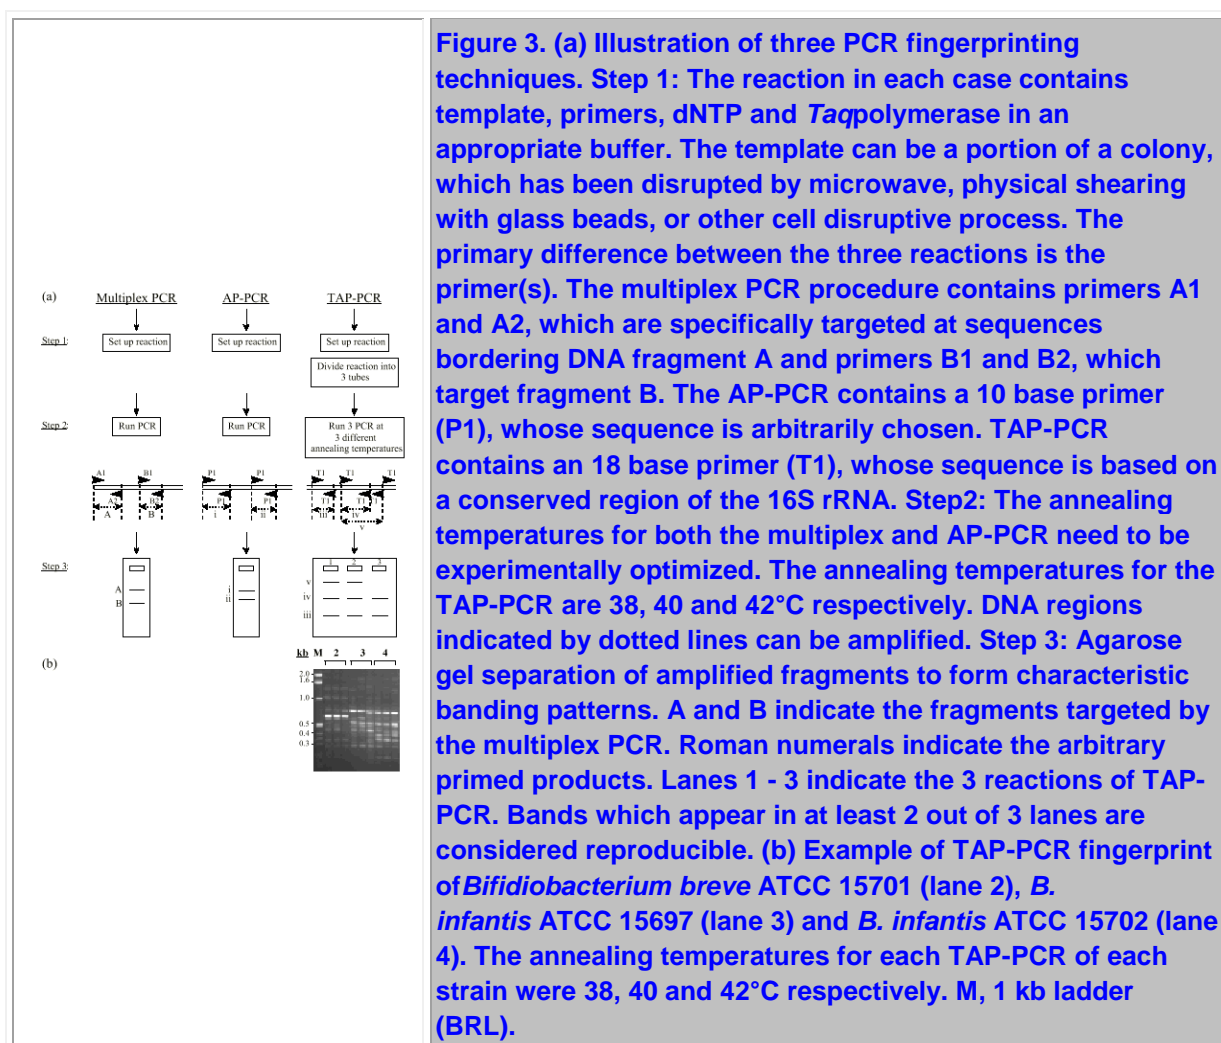 (a) Multiplex PCR AP-PCR TAP-PCR
Step 1: Set up reaction Set up reaction Set up reaction
Divide reaction into
3 tubes
Step 2: Run PCR Run PCR Run 3 PCR at
3 different
annealing temperatures
A1 B1 P1 P1 T1 T1 T1
A2 B2 P1 P1 T1 T1
A B i ii iii iv
v
Step 3: 1 2 3
v
A i iv
B ii iii
(b) kb M 2 3 4
2.0
1.6
1.0
0.5
0.4
0.3
Figure 3. (a) Illustration of three PCR fingerprinting
techniques. Step 1: The reaction in each case contains
template, primers, dNTP and Taqpolymerase in an
appropriate buffer. The template can be a portion of a colony,
which has been disrupted by microwave, physical shearing
with glass beads, or other cell disruptive process. The
primary difference between the three reactions is the
primer(s). The multiplex PCR procedure contains primers A1
and A2, which are specifically targeted at sequences
bordering DNA fragment A and primers B1 and B2, which
target fragment B. The AP-PCR contains a 10 base primer
(P1), whose sequence is arbitrarily chosen. TAP-PCR
contains an 18 base primer (T1), whose sequence is based on
a conserved region of the 16S rRNA. Step2: The annealing
temperatures for both the multiplex and AP-PCR need to be
experimentally optimized. The annealing temperatures for the
TAP-PCR are 38, 40 and 42°C respectively. DNA regions
indicated by dotted lines can be amplified. Step 3: Agarose
gel separation of amplified fragments to form characteristic
banding patterns. A and B indicate the fragments targeted by
the multiplex PCR. Roman numerals indicate the arbitrary
primed products. Lanes 1 - 3 indicate the 3 reactions of TAP-
PCR. Bands which appear in at least 2 out of 3 lanes are
considered reproducible. (b) Example of TAP-PCR fingerprint
ofBifidiobacterium breve ATCC 15701 (lane 2), B.
infantis ATCC 15697 (lane 3) and B. infantis ATCC 15702 (lane
4). The annealing temperatures for each TAP-PCR of each
strain were 38, 40 and 42°C respectively. M, 1 kb ladder
(BRL).